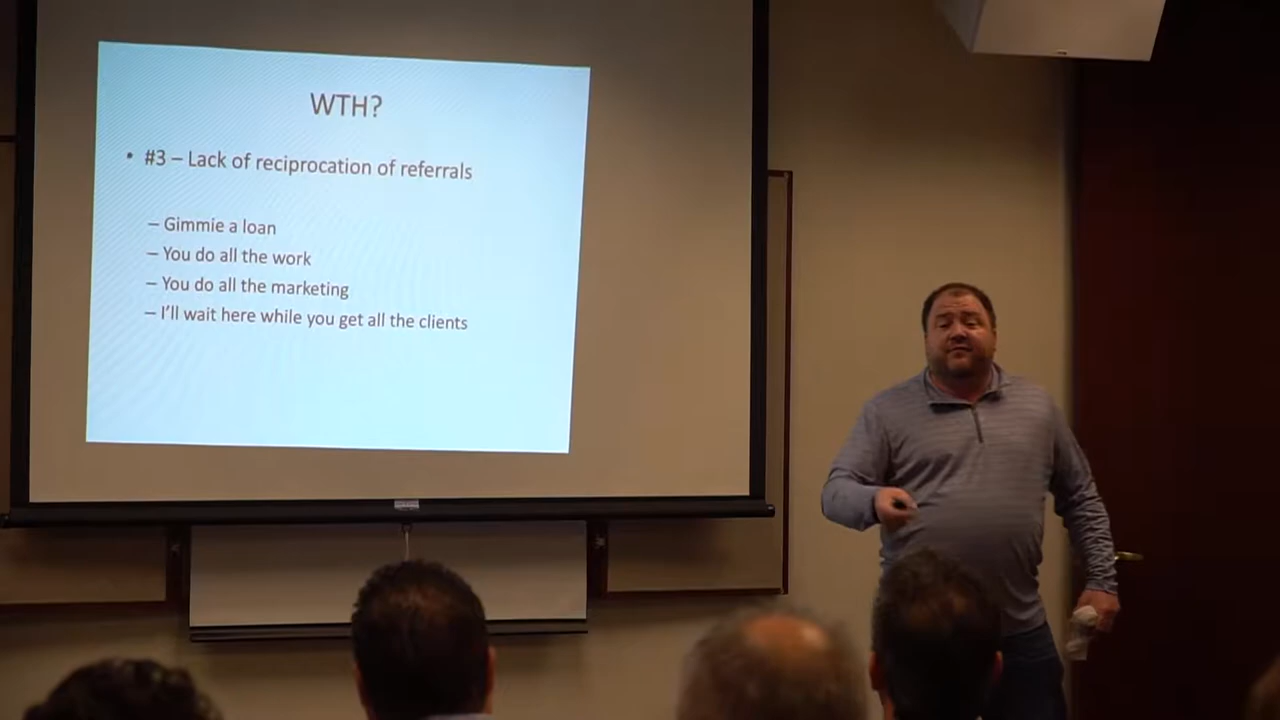 WTH?
• #3 – Lack of reciprocation of referrals
– Gimmie a loan
– You do all the work
– You do all the marketing
– I'll wait here while you get all the clients